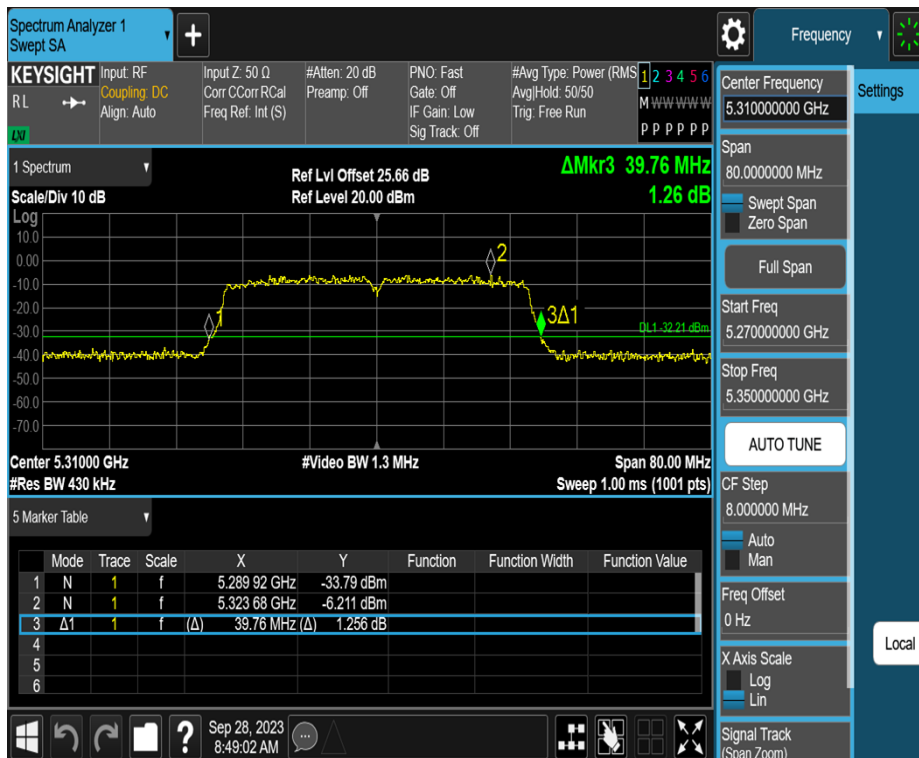 Spectrum Analyzer 1
Swept SA
+
Frequency
KEYSIGHT
RL
LXI
Input: RF
Coupling: DC
Align: Auto
Input Z: 50 Ω
Corr CCorr RCal
Freq Ref: Int (S)
#Atten: 20 dB
Preamp: Off
PNO: Fast
Gate: Off
IF Gain: Low
Sig Track: Off
#Avg Type: Power (RMS
Avg|Hold: 50/50
Trig: Free Run
1 2 3 4 5 6
M W W W W W
P P P P P P
Center Frequency
5.310000000 GHz
Settings
Span
80.0000000 MHz
Swept Span
Zero Span
Full Span
Start Freq
5.270000000 GHz
Stop Freq
5.350000000 GHz
AUTO TUNE
CF Step
8.000000 MHz
Auto
Man
Freq Offset
0 Hz
X Axis Scale
Log
Lin
Signal Track
(Span Zoom)
Local
1 Spectrum
Scale/Div 10 dB
Ref Lvl Offset 25.66 dB
Ref Level 20.00 dBm
ΔMkr3 39.76 MHz
1.26 dB
Log
10.0
0.00
-10.0
-20.0
-30.0
-40.0
-50.0
-60.0
-70.0
1
2
3Δ1
DL1 -32.21 dBm
Center 5.31000 GHz
#Video BW 1.3 MHz
Span 80.00 MHz
#Res BW 430 kHz
Sweep 1.00 ms (1001 pts)
5 Marker Table
Mode Trace Scale X Y Function Function Width Function Value
1 N 1 f 5.289 92 GHz -33.79 dBm
2 N 1 f 5.323 68 GHz -6.211 dBm
3 Δ1 1 f (Δ) 39.76 MHz (Δ) 1.256 dB
4
5
6
?
Sep 28, 2023
8:49:02 AM